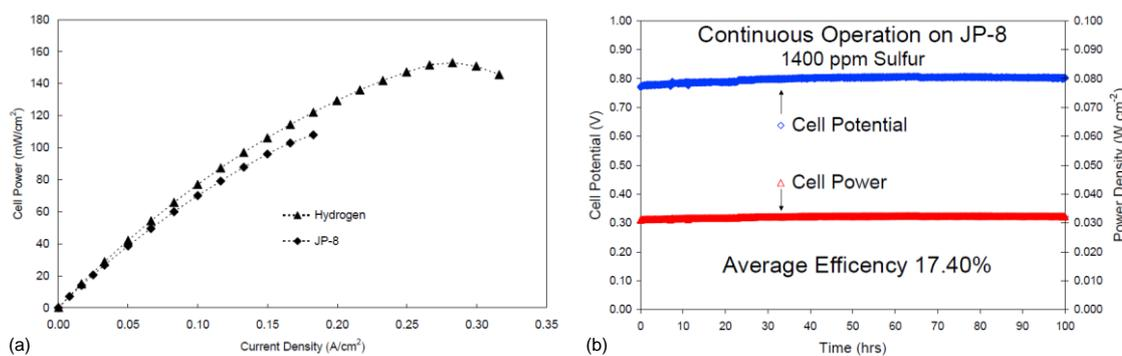 180
160
140
120
100
80
60
40
20
0
Cell Power (mW/cm²)
Hydrogen
JP-8
0.00 0.05 0.10 0.15 0.20 0.25 0.30 0.35
Current Density (A/cm²)
(a)
1.00
0.90
0.80
0.70
0.60
0.50
0.40
0.30
0.20
0.10
0.00
Cell Potential (V)
Continuous Operation on JP-8
1400 ppm Sulfur
Cell Potential
Cell Power
Average Efficency 17.40%
0.100
0.090
0.080
0.070
0.060
0.050
0.040
0.030
0.020
0.010
0.000
Power Density (W cm⁻²)
0 10 20 30 40 50 60 70 80 90 100
Time (hrs)
(b)